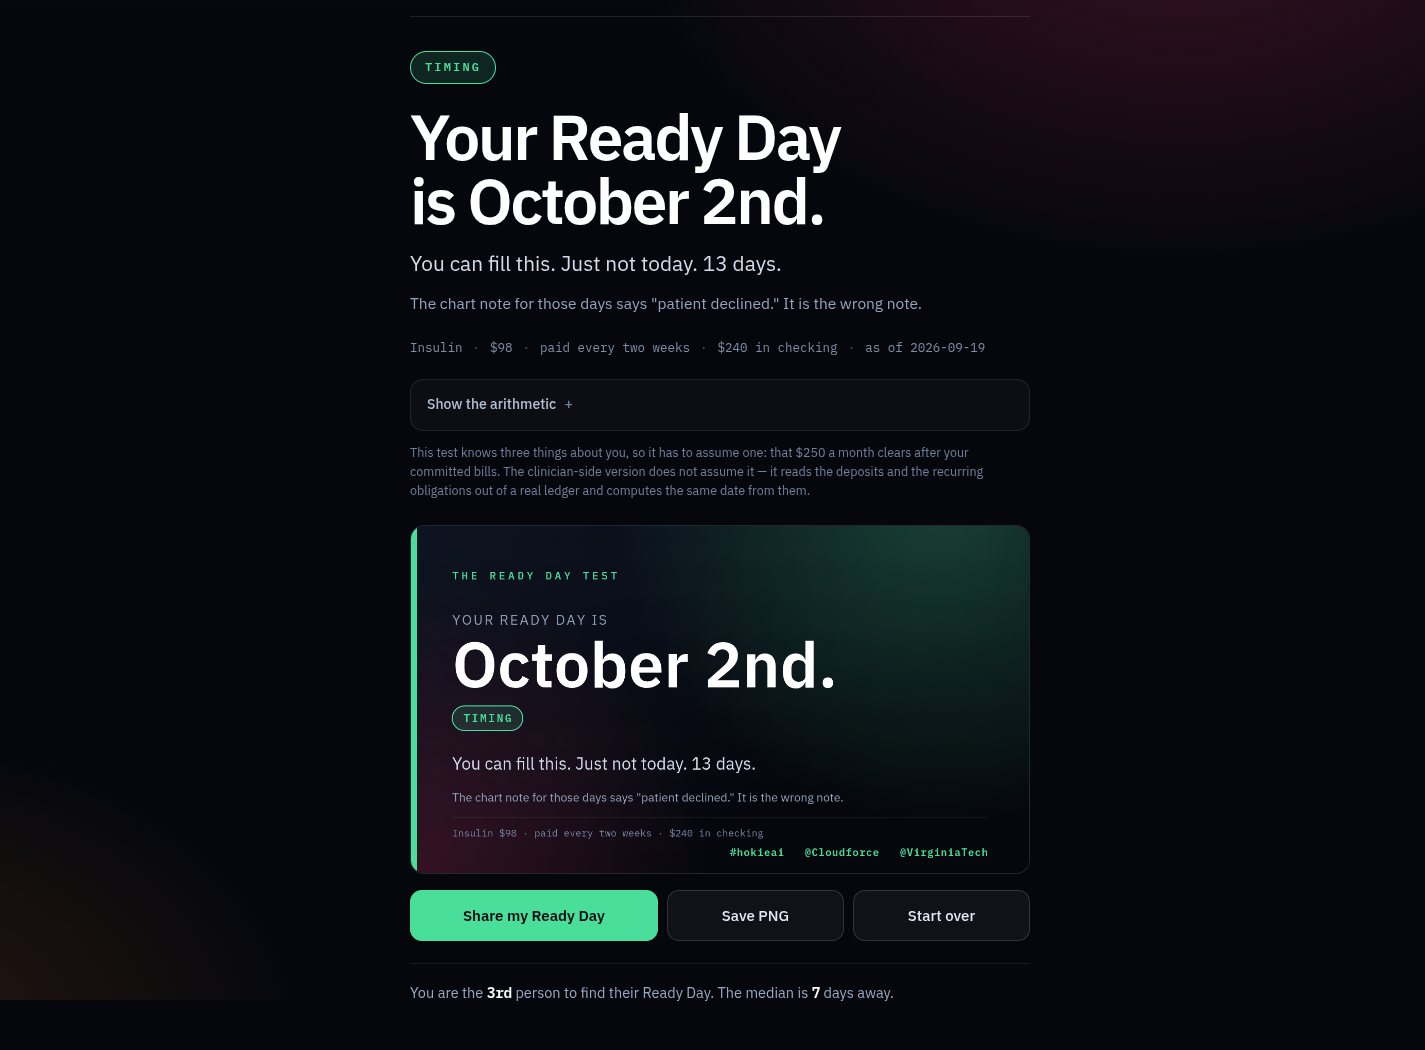 TIMING
Your Ready Day
is October 2nd.
You can fill this. Just not today. 13 days.
The chart note for those days says "patient declined." It is the wrong note.
Insulin · $98 · paid every two weeks · $240 in checking · as of 2026-09-19
Show the arithmetic +
This test knows three things about you, so it has to assume one: that $250 a month clears after your
committed bills. The clinician-side version does not assume it — it reads the deposits and the recurring
obligations out of a real ledger and computes the same date from them.
THE READY DAY TEST
YOUR READY DAY IS
October 2nd.
TIMING
You can fill this. Just not today. 13 days.
The chart note for those days says "patient declined." It is the wrong note.
Insulin $98 · paid every two weeks · $240 in checking
#hokieai @Cloudforce @VirginiaTech
Share my Ready Day
Save PNG
Start over
You are the 3rd person to find their Ready Day. The median is 7 days away.